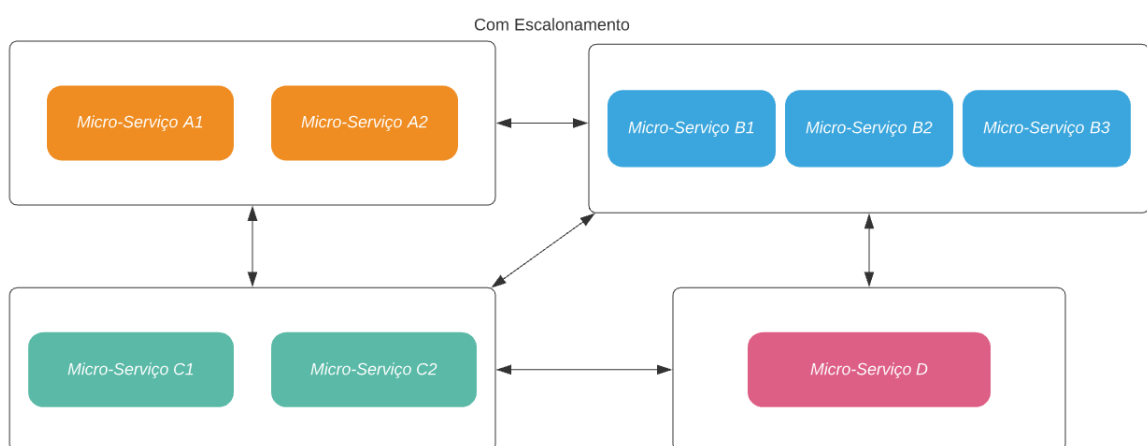 Com Escalonamento
Micro-Serviço A1
Micro-Serviço A2
Micro-Serviço B1
Micro-Serviço B2
Micro-Serviço B3
Micro-Serviço C1
Micro-Serviço C2
Micro-Serviço D